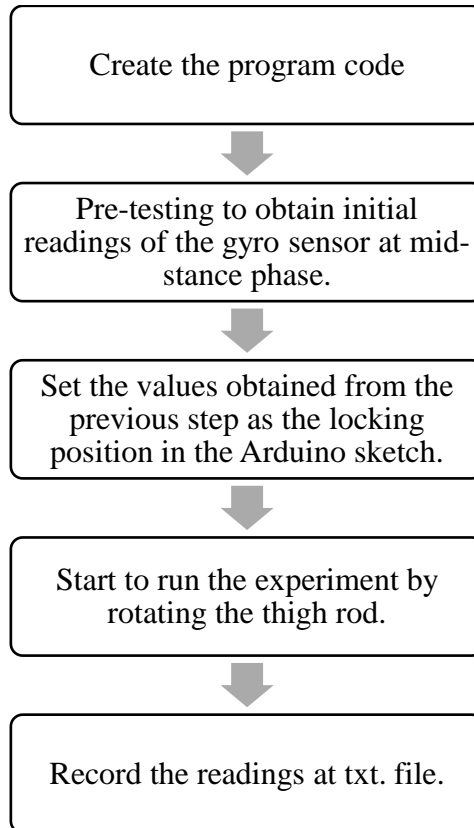 Create the program code
Pre-testing to obtain initial
readings of the gyro sensor at mid-
stance phase.
Set the values obtained from the
previous step as the locking
position in the Arduino sketch.
Start to run the experiment by
rotating the thigh rod.
Record the readings at txt. file.